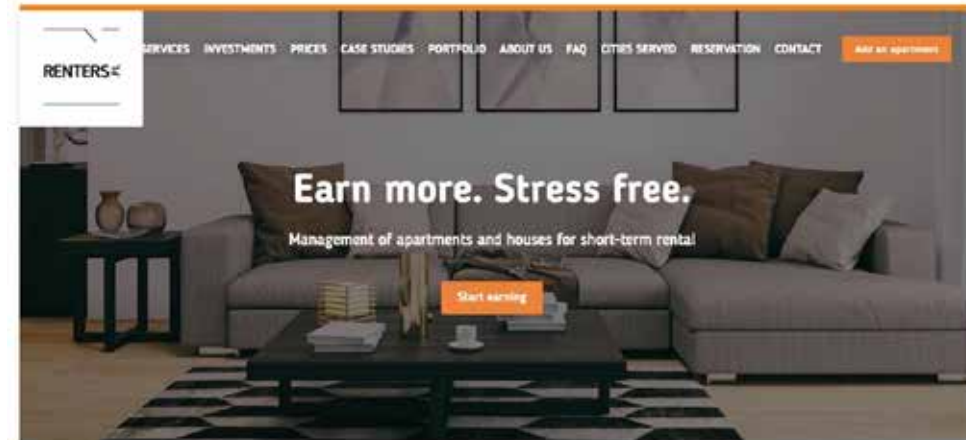 RENTERS.PL
SERVICES INVESTMENTS PRICES CASE STUDIES PORTFOLIO ABOUT US FAQ CITIES SERVED RESERVATION CONTACT Add an apartment
Earn more. Stress free.
Management of apartments and houses for short-term rental
Start earning